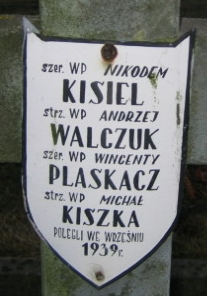 szer. WP NIKODEM
KISIEL
strz. WP ANDRZEJ
WALCZUK
szer. WP WINCENTY
PLASKACZ
strz. WP MICHAŁ
KISZKA
POLEGLI WE WRZEŚNIU
1939r.